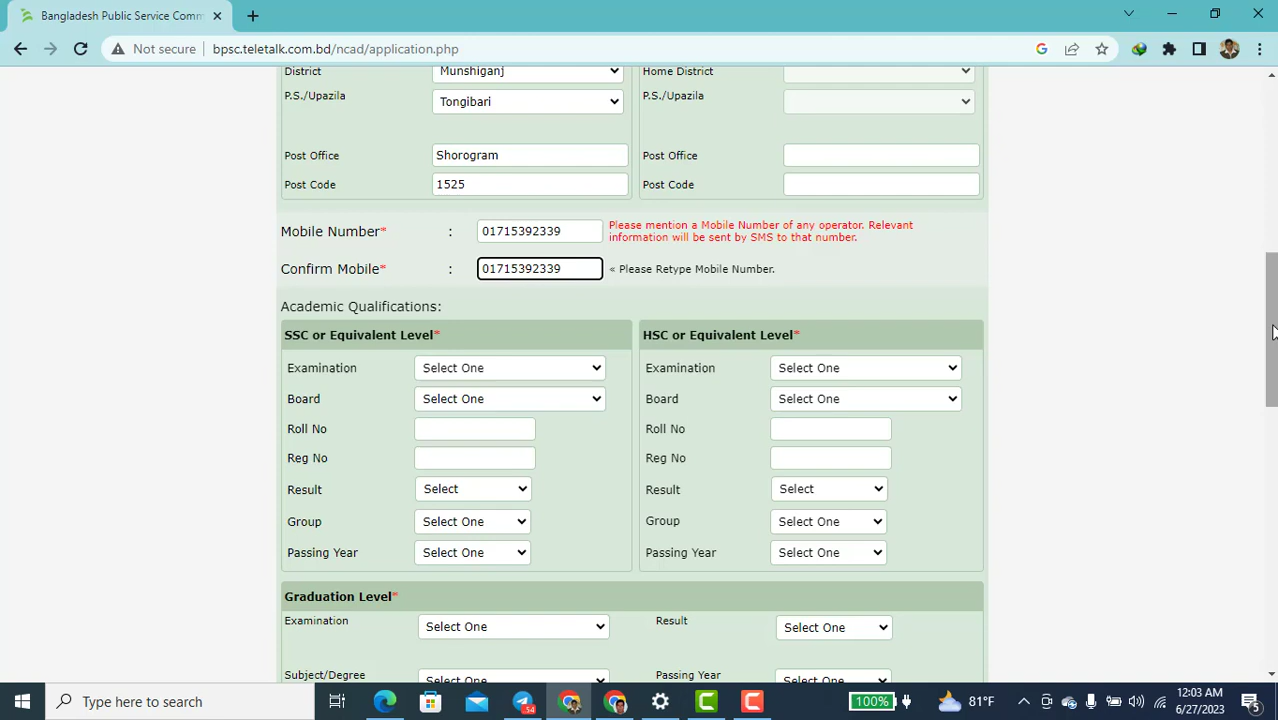 Bangladesh Public Service Comm
Not secure bpsc.teletalk.com.bd/ncad/application.php
District Munshiganj Home District
P.S./Upazila Tongibari P.S./Upazila
Post Office Shorogram Post Office
Post Code 1525 Post Code
Mobile Number* : 01715392339 Please mention a Mobile Number of any operator. Relevant
information will be sent by SMS to that number.
Confirm Mobile* : 01715392339 « Please Retype Mobile Number.
Academic Qualifications:
SSC or Equivalent Level* HSC or Equivalent Level*
Examination Select One Examination Select One
Board Select One Board Select One
Roll No Roll No
Reg No Reg No
Result Select Result Select
Group Select One Group Select One
Passing Year Select One Passing Year Select One
Graduation Level*
Examination Select One Result Select One
Subject/Degree Select One Passing Year Select One
Type here to search 54 100% 81°F 12:03 AM
6/27/2023 5